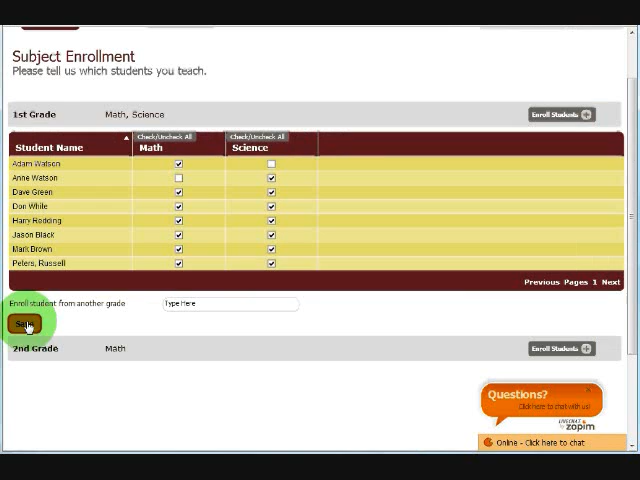 Subject Enrollment
Please tell us which students you teach.
1st Grade Math, Science Enroll Students
Check/Uncheck All Check/Uncheck All
Student Name Math Science
Adam Watson
Anne Watson
Dave Green
Don White
Harry Redding
Jason Black
Mark Brown
Peters, Russell
Previous Pages 1 Next
Enroll student from another grade Type Here
Save
2nd Grade Math Enroll Students
Questions?
Click here to chat with us!
LIVECHAT
by zopim
Online - Click here to chat